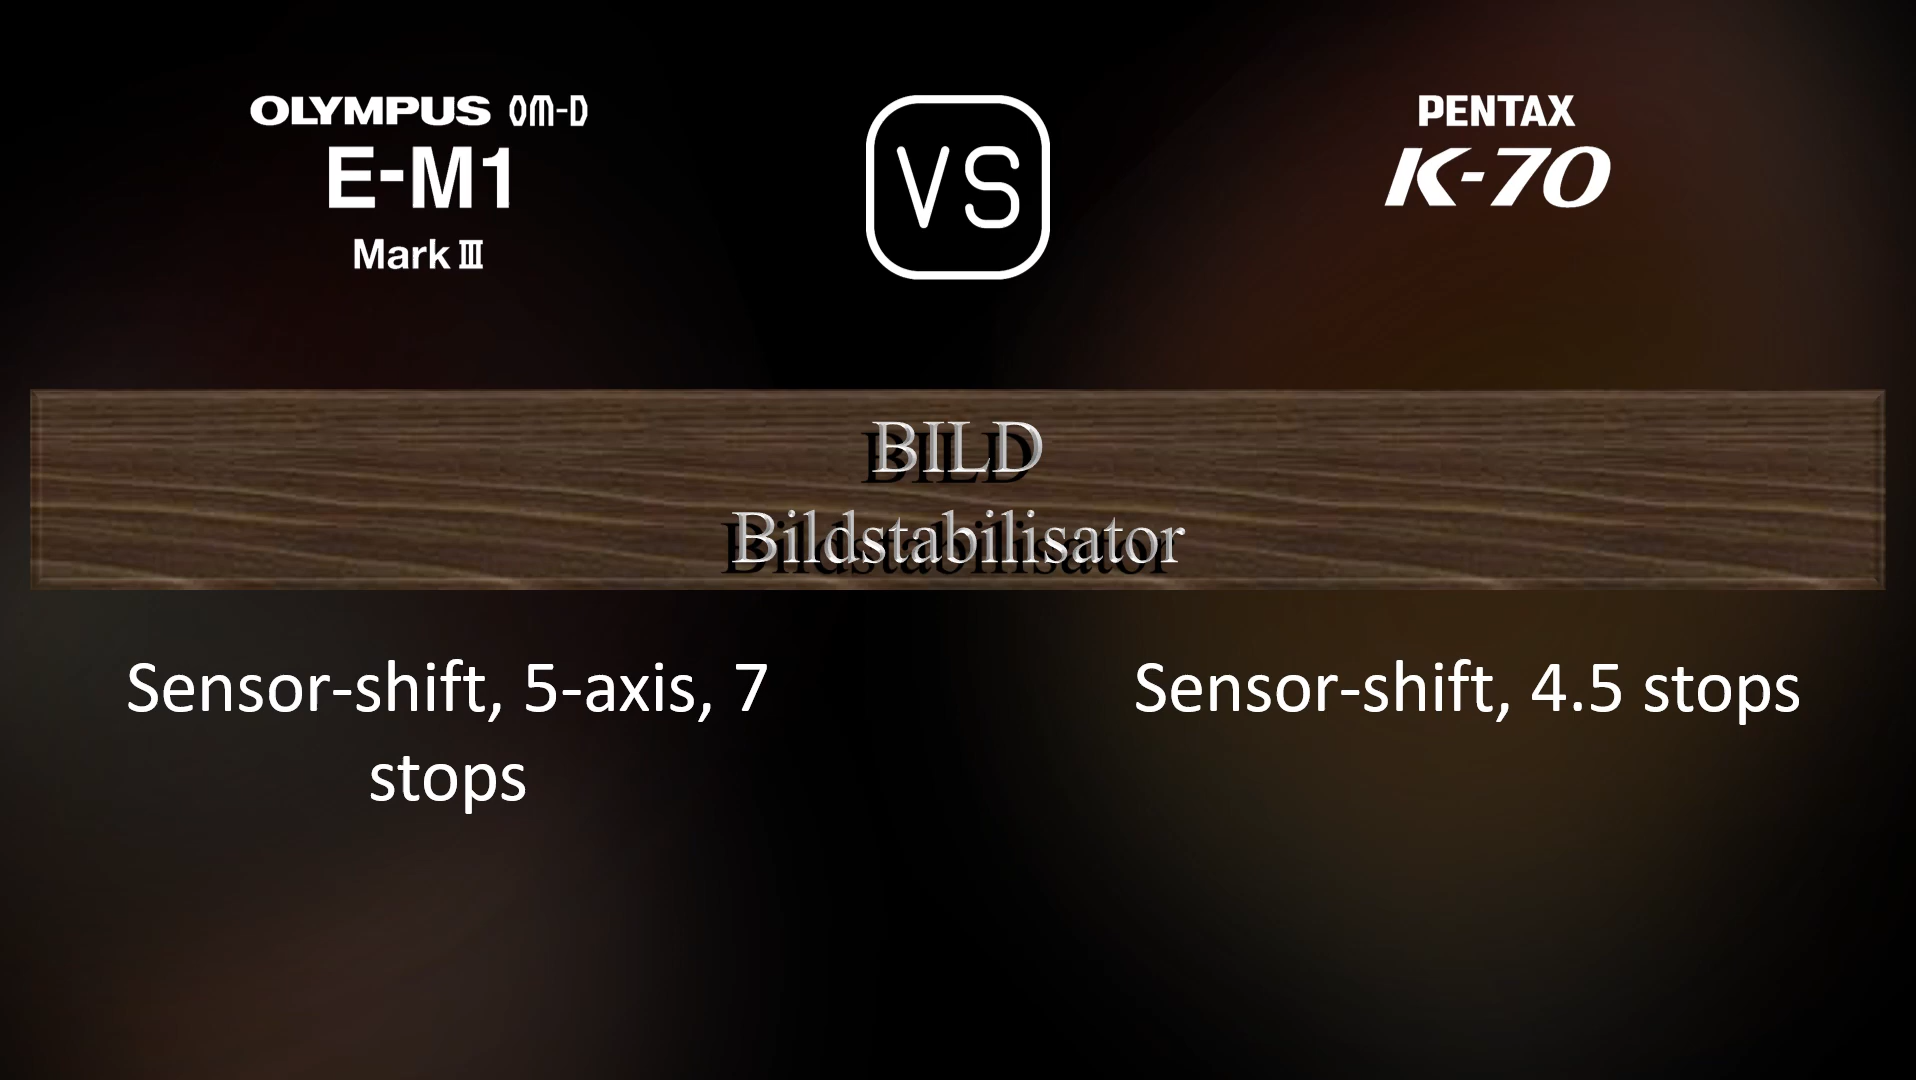 OLYMPUS OM-D
E-M1
Mark III
VS
PENTAX
K-70
BILD
Bildstabilisator
Sensor-shift, 5-axis, 7
stops
Sensor-shift, 4.5 stops